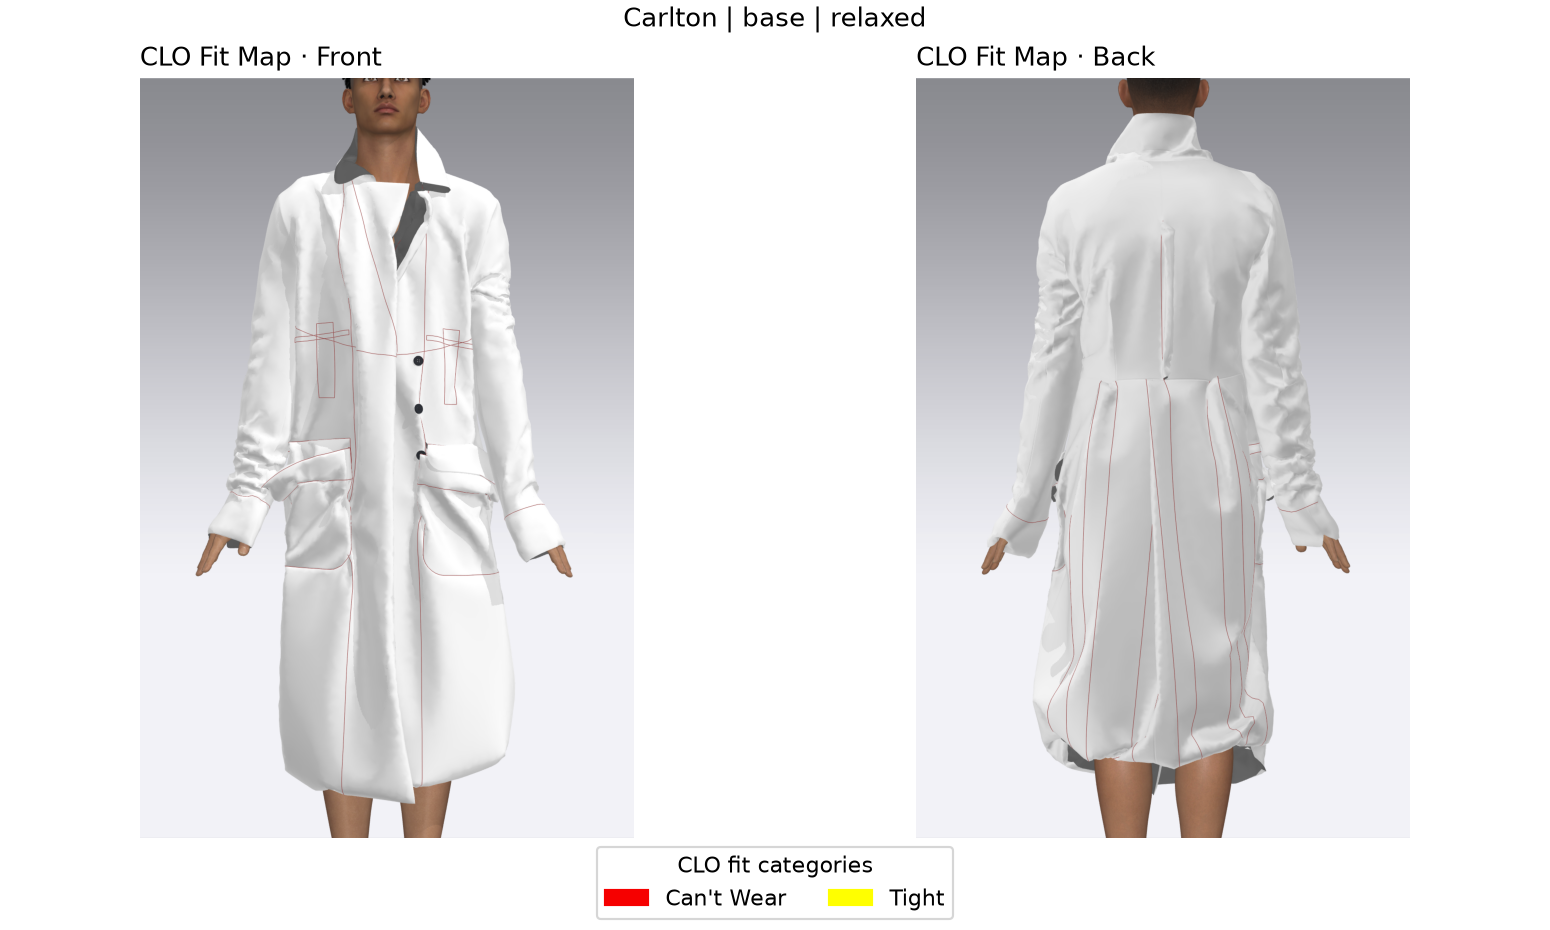 Carlton | base | relaxed
CLO Fit Map · Front
CLO Fit Map · Back
CLO fit categories
Can't Wear
Tight